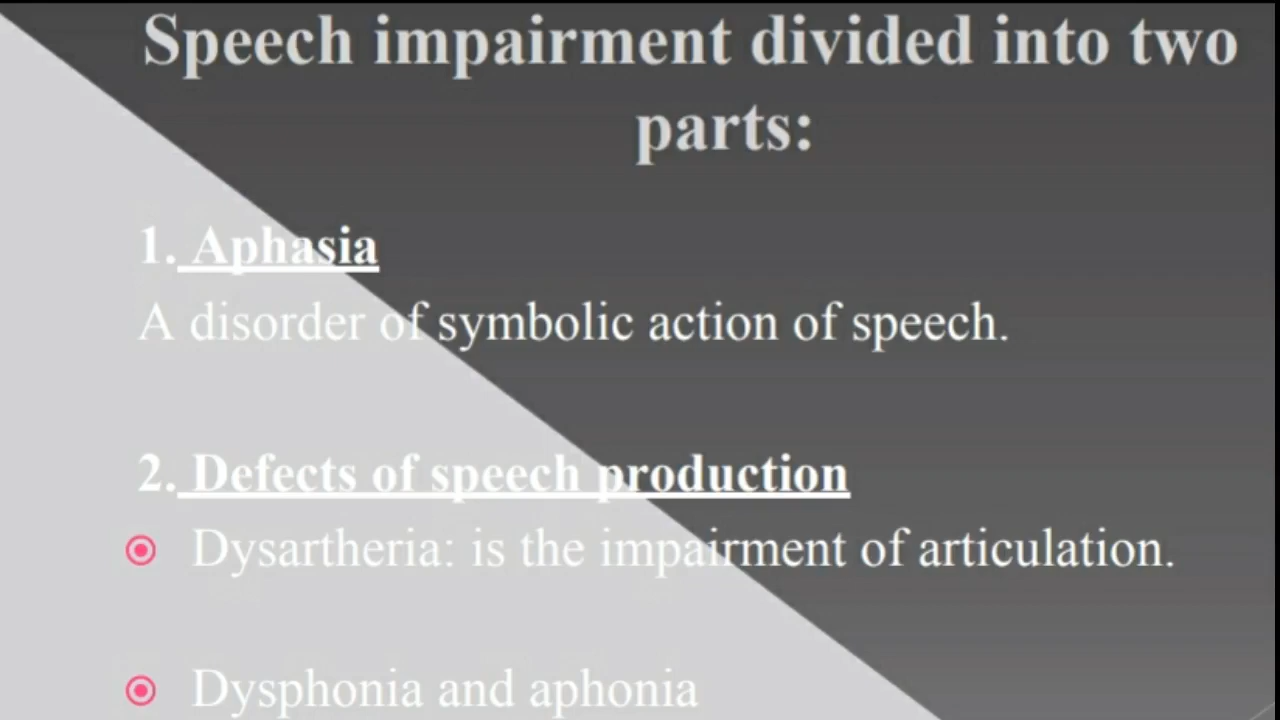 Speech impairment divided into two
parts:
1. Aphasia
A disorder of symbolic action of speech.
2. Defects of speech production
Dysartheria: is the impairment of articulation.
Dysphonia and aphonia